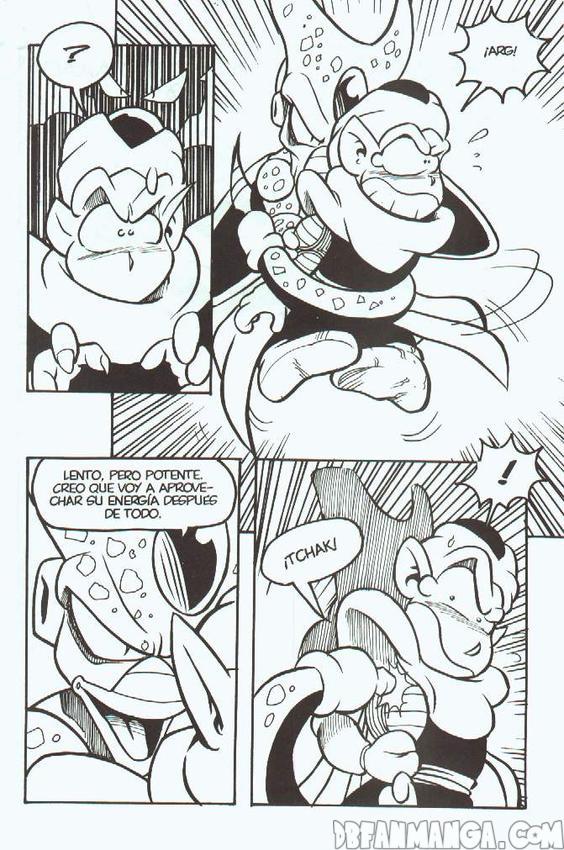 ?
¡ARG!
LENTO, PERO POTENTE.
CREO QUE VOY A APROVE-
CHAR SU ENERGÍA DESPUES
DE TODO.
!
¡TCHAK!
DBFANMANGA.COM